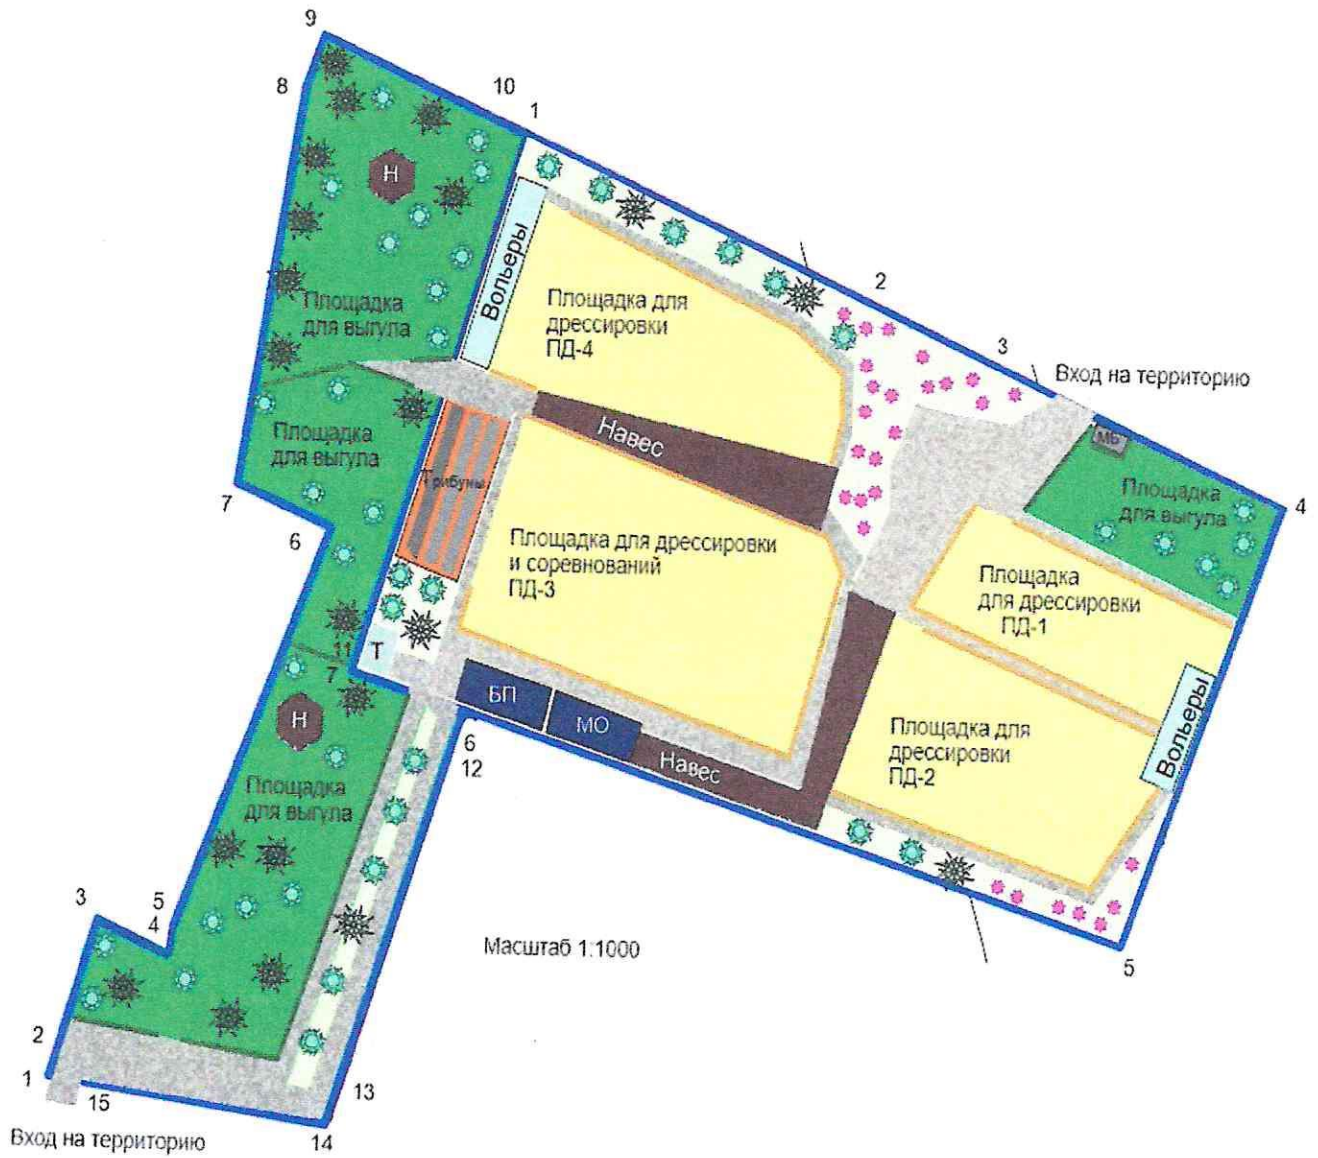 9
8
10
1
Н
Вольеры
Площадка
для выгула
Площадка для
дрессировки
ПД-4
2
3
Вход на территорию
МБ
4
Площадка
для выгула
Площадка
для выгула
7
6
Трибуны
Навес
Площадка для дрессировки
и соревнований
ПД-3
Площадка
для дрессировки
ПД-1
11
7
Т
БП
МО
Навес
6
12
Площадка для
дрессировки
ПД-2
Вольеры
Н
Площадка
для выгула
3
5
4
Масштаб 1:1000
5
2
1
15
13
14
Вход на территорию